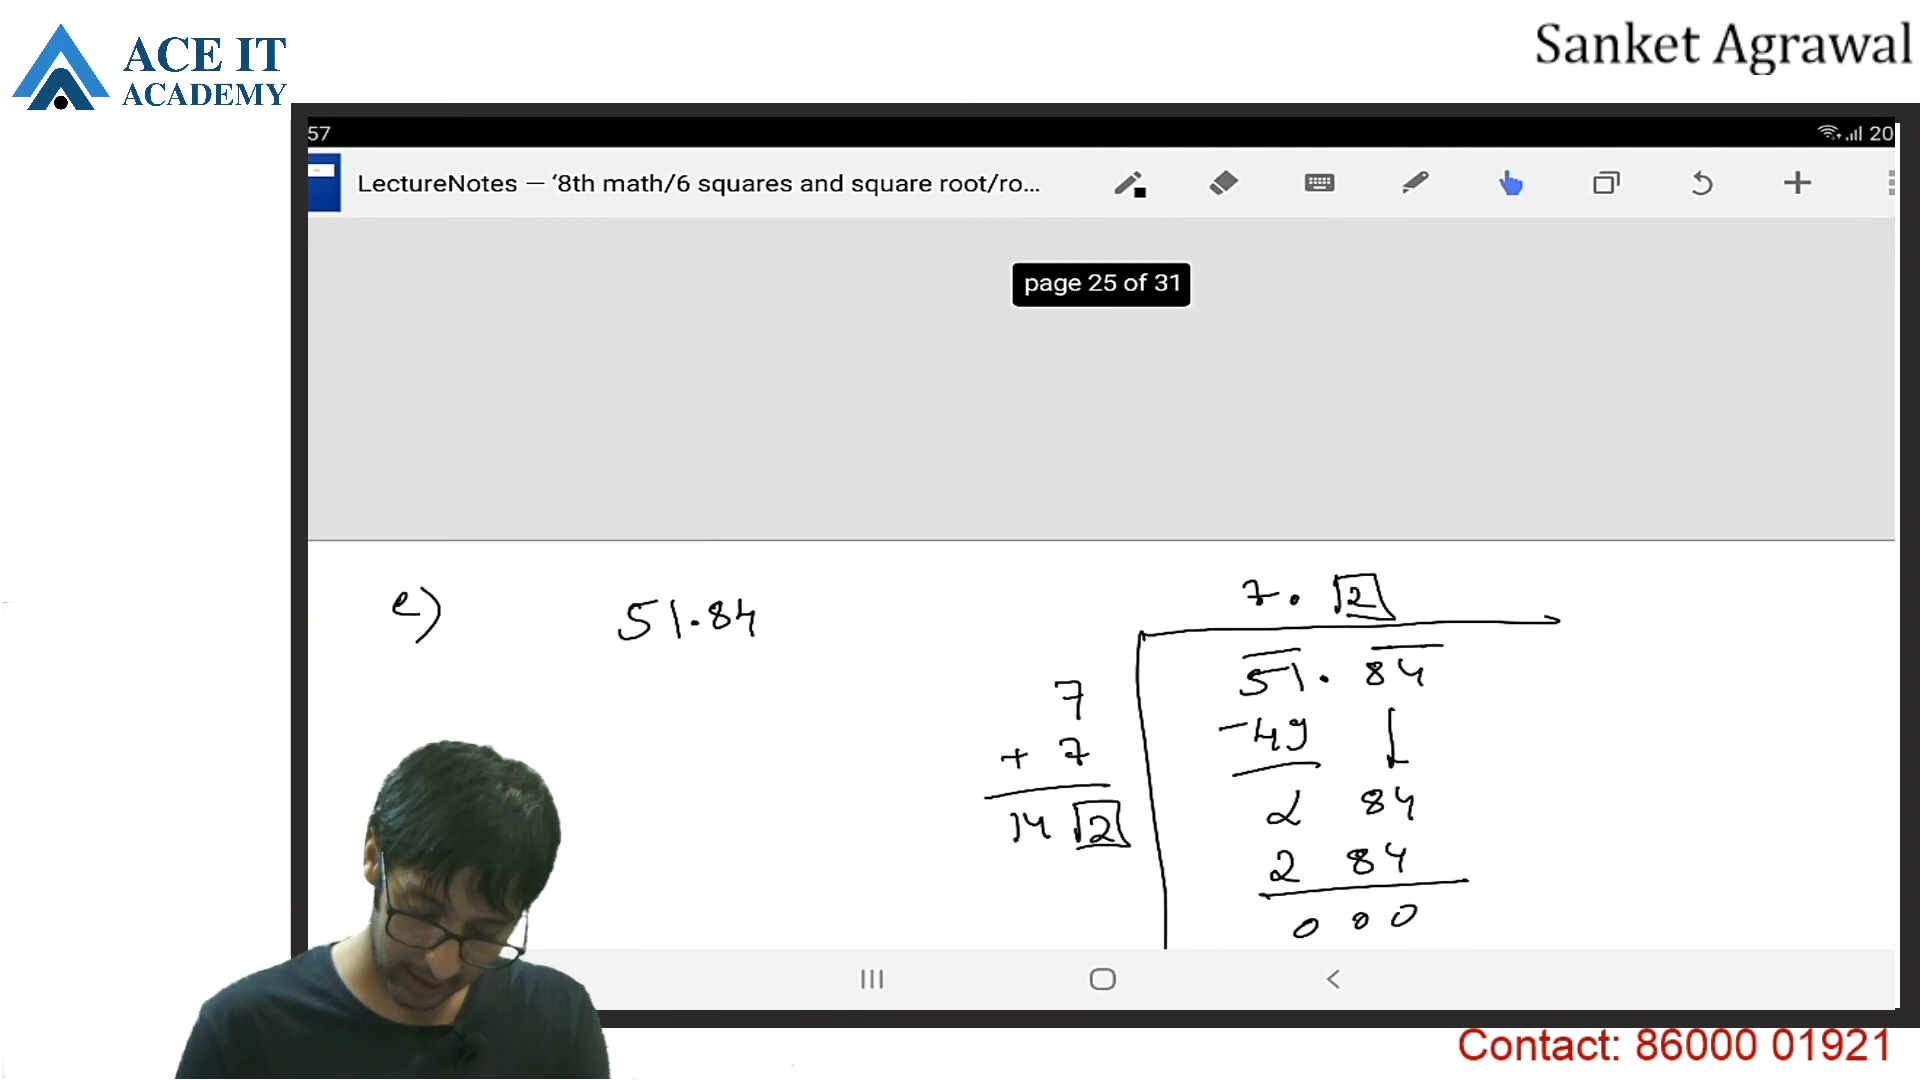 ACE IT
ACADEMY
Sanket Agrawal
57
20
LectureNotes — ‘8th math/6 squares and square root/ro...
page 25 of 31
e) 51.84
7. 2
51. 84
7
-49
+ 7
2 84
14 2
2 84
0 0 0
Contact: 86000 01921